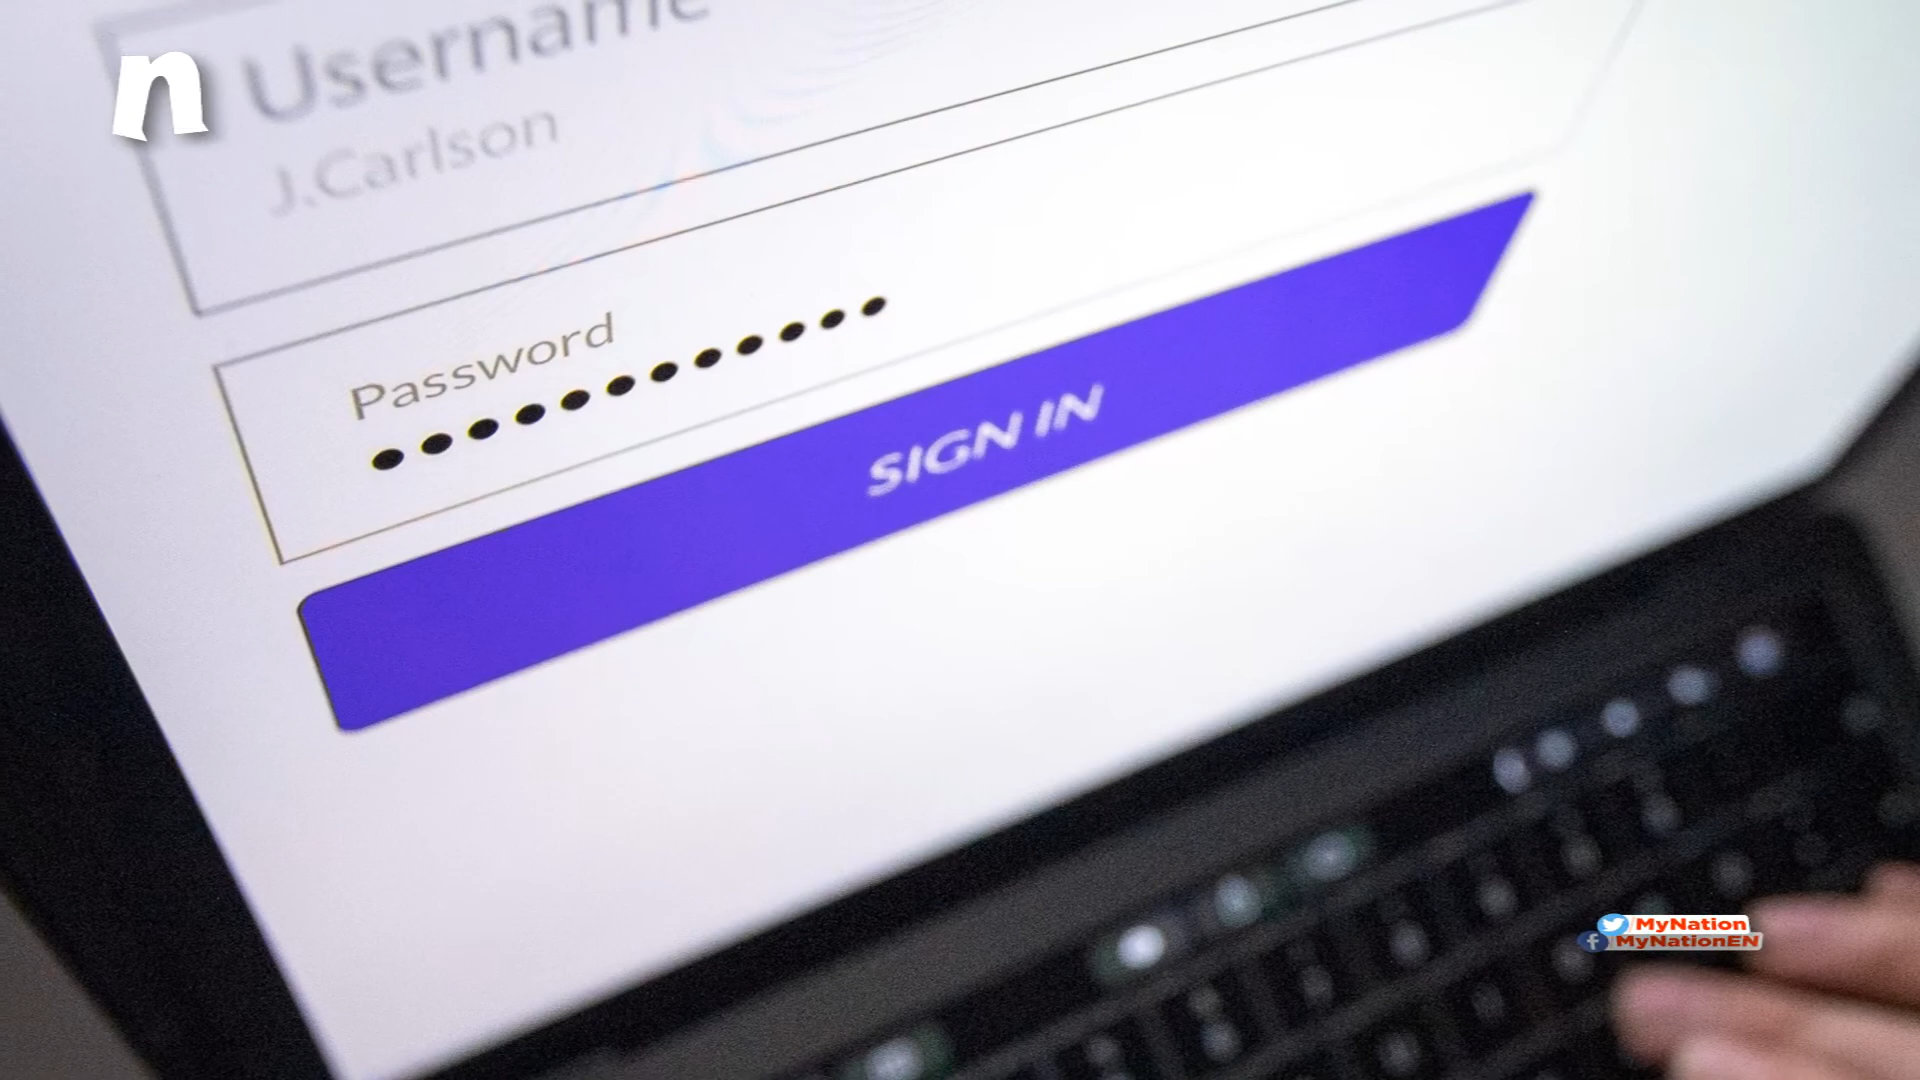 n
Username
J.Carlson
Password
••••••••••••
SIGN IN
MyNation
MyNationEN